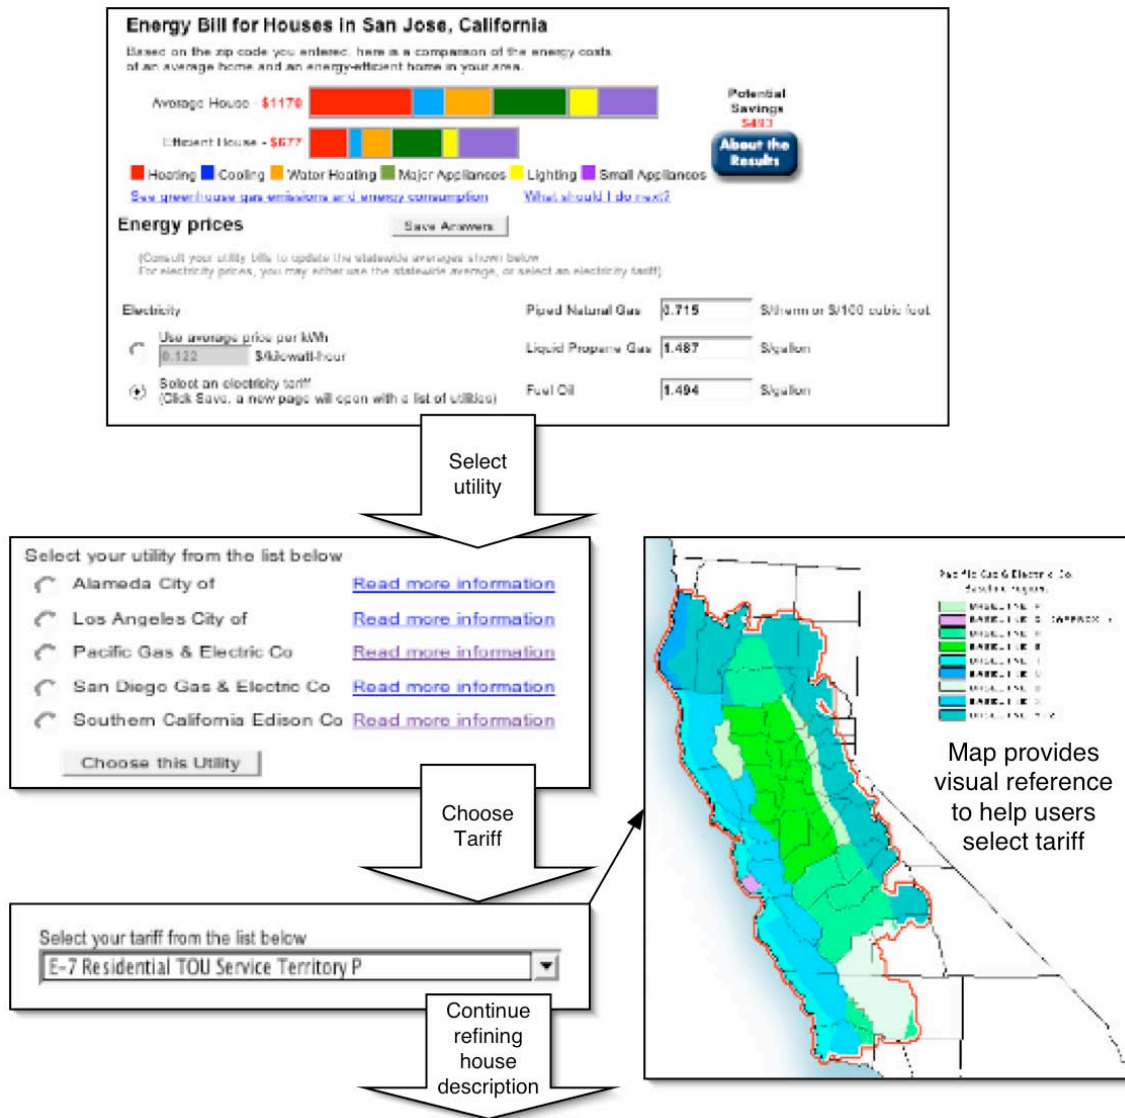 Energy Bill for Houses in San Jose, California
Based on the zip code you entered, here is a comparison of the energy costs
of an average home and an energy-efficient home in your area.
Average House - $1170
Potential
Savings
$493
Efficient House - $677
About the
Results
Heating Cooling Water Heating Major Appliances Lighting Small Appliances
See greenhouse gas emissions and energy consumption What should I do next?
Energy prices Save Answers
(Consult your utility bills to update the statewide averages shown below
For electricity prices, you may either use the statewide average, or select an electricity tariff)
Electricity Piped Natural Gas 0.715 $/therm or $/100 cubic foot
Use average price per kWh
0.122 $/kilowatt-hour
Liquid Propane Gas 1.487 $/gallon
Select an electricity tariff
(Click Save, a new page will open with a list of utilities)
Fuel Oil 1.494 $/gallon
Select
utility
Select your utility from the list below
Alameda City of Read more information
Los Angeles City of Read more information
Pacific Gas & Electric Co Read more information
San Diego Gas & Electric Co Read more information
Southern California Edison Co Read more information
Choose this Utility
Pacific Gas & Electric Co.
Baseline Regions
Map provides
visual reference
to help users
select tariff
Choose
Tariff
Select your tariff from the list below
E-7 Residential TOU Service Territory P
Continue
refining
house
description